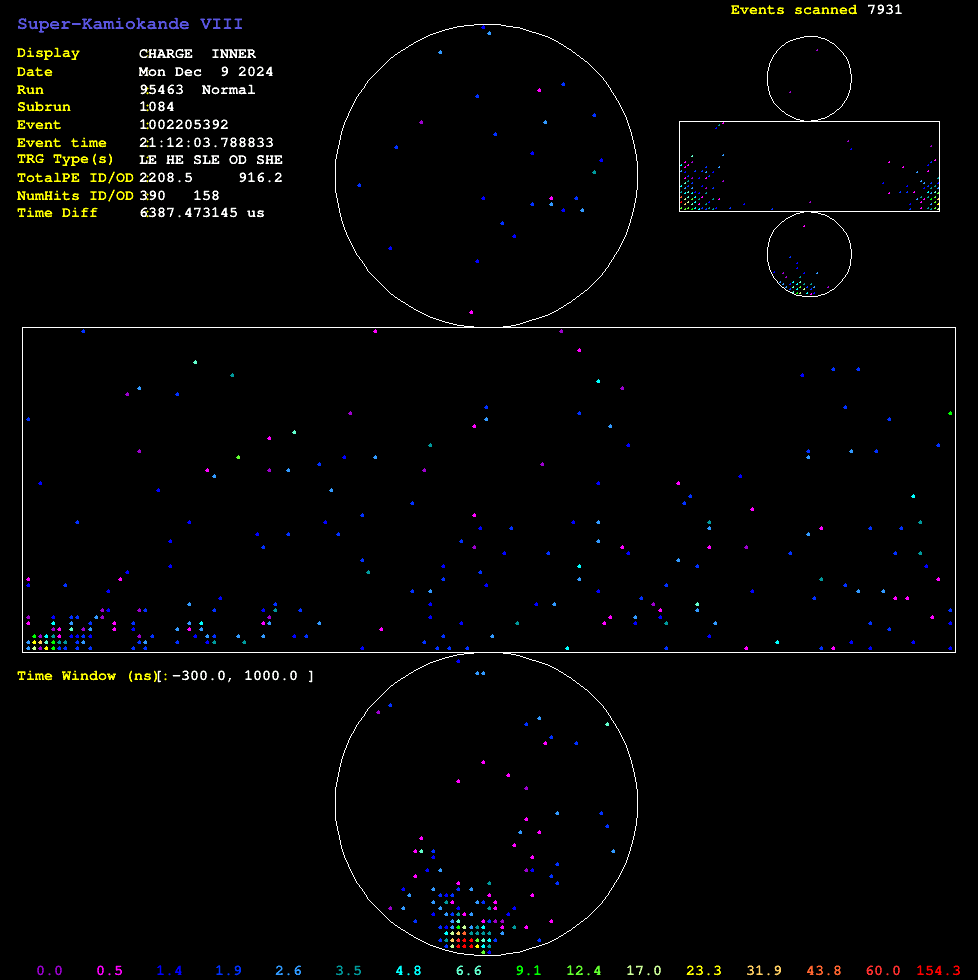 Super-Kamiokande VIII
Events scanned 7931
Display CHARGE INNER
Date Mon Dec 9 2024
Run : 95463 Normal
Subrun : 1084
Event : 1002205392
Event time : 21:12:03.788833
TRG Type(s) : LE HE SLE OD SHE
TotalPE ID/OD : 2208.5 916.2
NumHits ID/OD : 390 158
Time Diff : 6387.473145 us
Time Window (ns): [ -300.0, 1000.0 ]
0.0 0.5 1.4 1.9 2.6 3.5 4.8 6.6 9.1 12.4 17.0 23.3 31.9 43.8 60.0 154.3